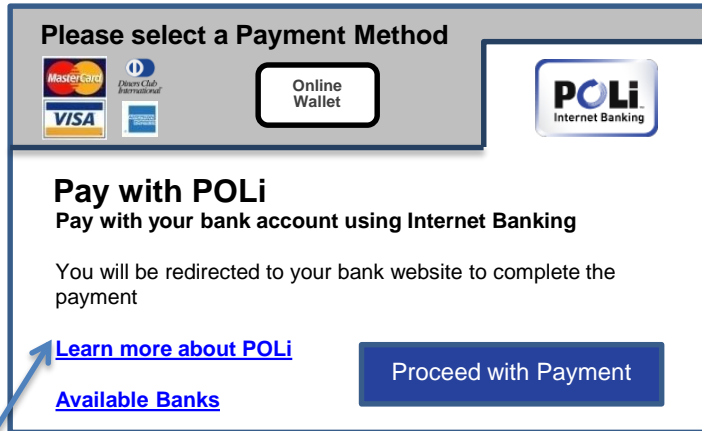 Please select a Payment Method
MasterCard
Diners Club
International
VISA
Online
Wallet
POLi
Internet Banking
Pay with POLi
Pay with your bank account using Internet Banking
You will be redirected to your bank website to complete the
payment
Learn more about POLi
Proceed with Payment
Available Banks